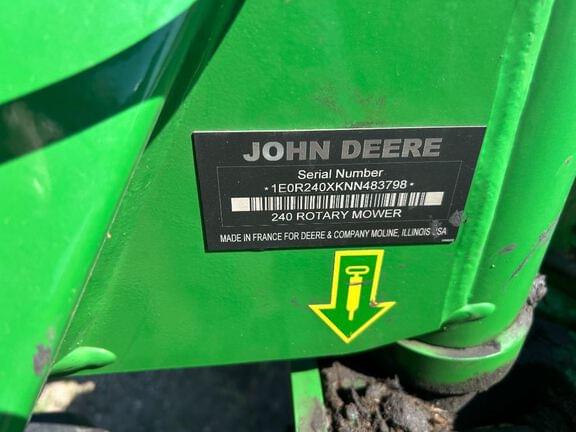 JOHN DEERE
Serial Number
*1E0R240XKNN483798*
240 ROTARY MOWER
MADE IN FRANCE FOR DEERE & COMPANY MOLINE, ILLINOIS USA